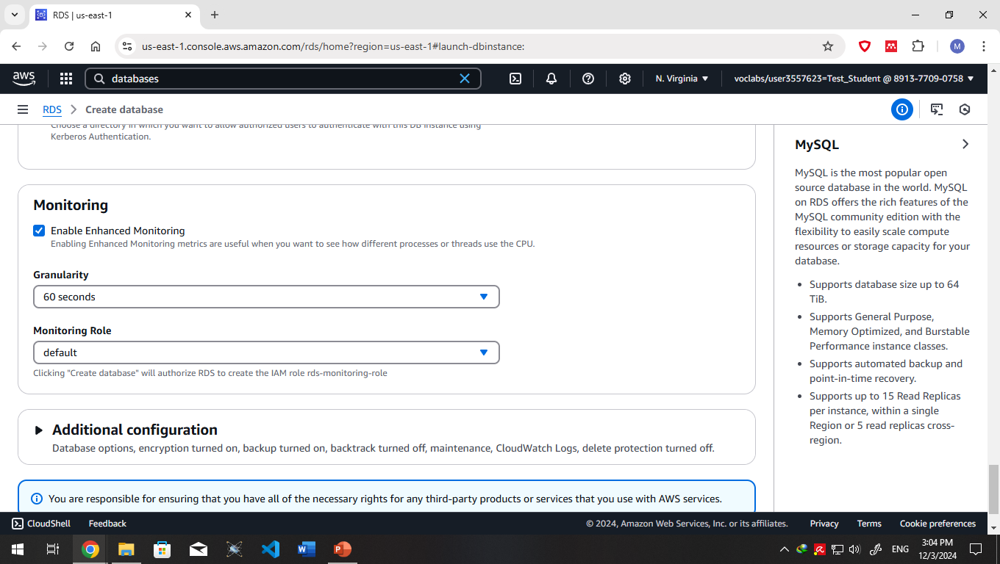 RDS | us-east-1
us-east-1.console.aws.amazon.com/rds/home?region=us-east-1#launch-dbinstance:
M
aws
databases
N. Virginia
voclabs/user3557623=Test_Student @ 8913-7709-0758
RDS
Create database
Choose a directory in which you want to allow authorized users to authenticate with this DB instance using
Kerberos Authentication.
Monitoring
Enable Enhanced Monitoring
Enabling Enhanced Monitoring metrics are useful when you want to see how different processes or threads use the CPU.
Granularity
60 seconds
Monitoring Role
default
Clicking "Create database" will authorize RDS to create the IAM role rds-monitoring-role
Additional configuration
Database options, encryption turned on, backup turned on, backtrack turned off, maintenance, CloudWatch Logs, delete protection turned off.
You are responsible for ensuring that you have all of the necessary rights for any third-party products or services that you use with AWS services.
MySQL
MySQL is the most popular open
source database in the world. MySQL
on RDS offers the rich features of the
MySQL community edition with the
flexibility to easily scale compute
resources or storage capacity for your
database.
• Supports database size up to 64
TiB.
• Supports General Purpose,
Memory Optimized, and Burstable
Performance instance classes.
• Supports automated backup and
point-in-time recovery.
• Supports up to 15 Read Replicas
per instance, within a single
Region or 5 read replicas cross-
region.
CloudShell
Feedback
© 2024, Amazon Web Services, Inc. or its affiliates.
Privacy
Terms
Cookie preferences
ENG
3:04 PM
12/3/2024